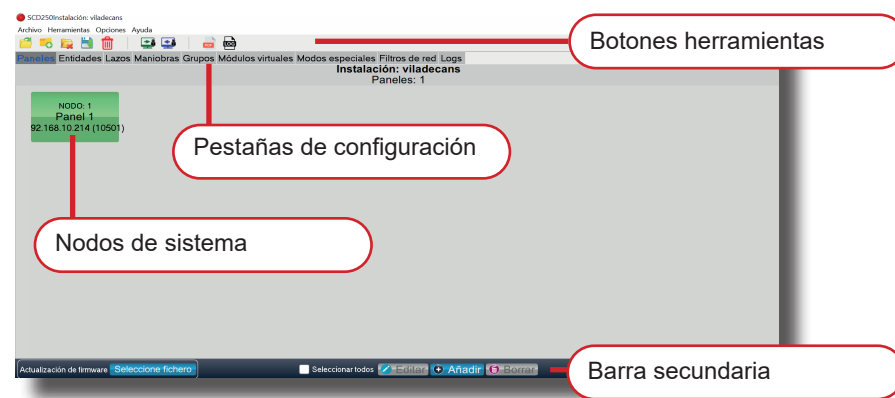 SCD250Instalación: viladecans
Archivo Herramientas Opciones Ayuda
LOG
Botones herramientas
Paneles Entidades Lazos Maniobras Grupos Módulos virtuales Modos especiales Filtros de red Logs
Instalación: viladecans
Paneles: 1
NODO: 1
Panel 1
92.168.10.214 (10501)
Pestañas de configuración
Nodos de sistema
Actualización de firmware Seleccione fichero
Seleccionar todos Editar Añadir Borrar
Barra secundaria